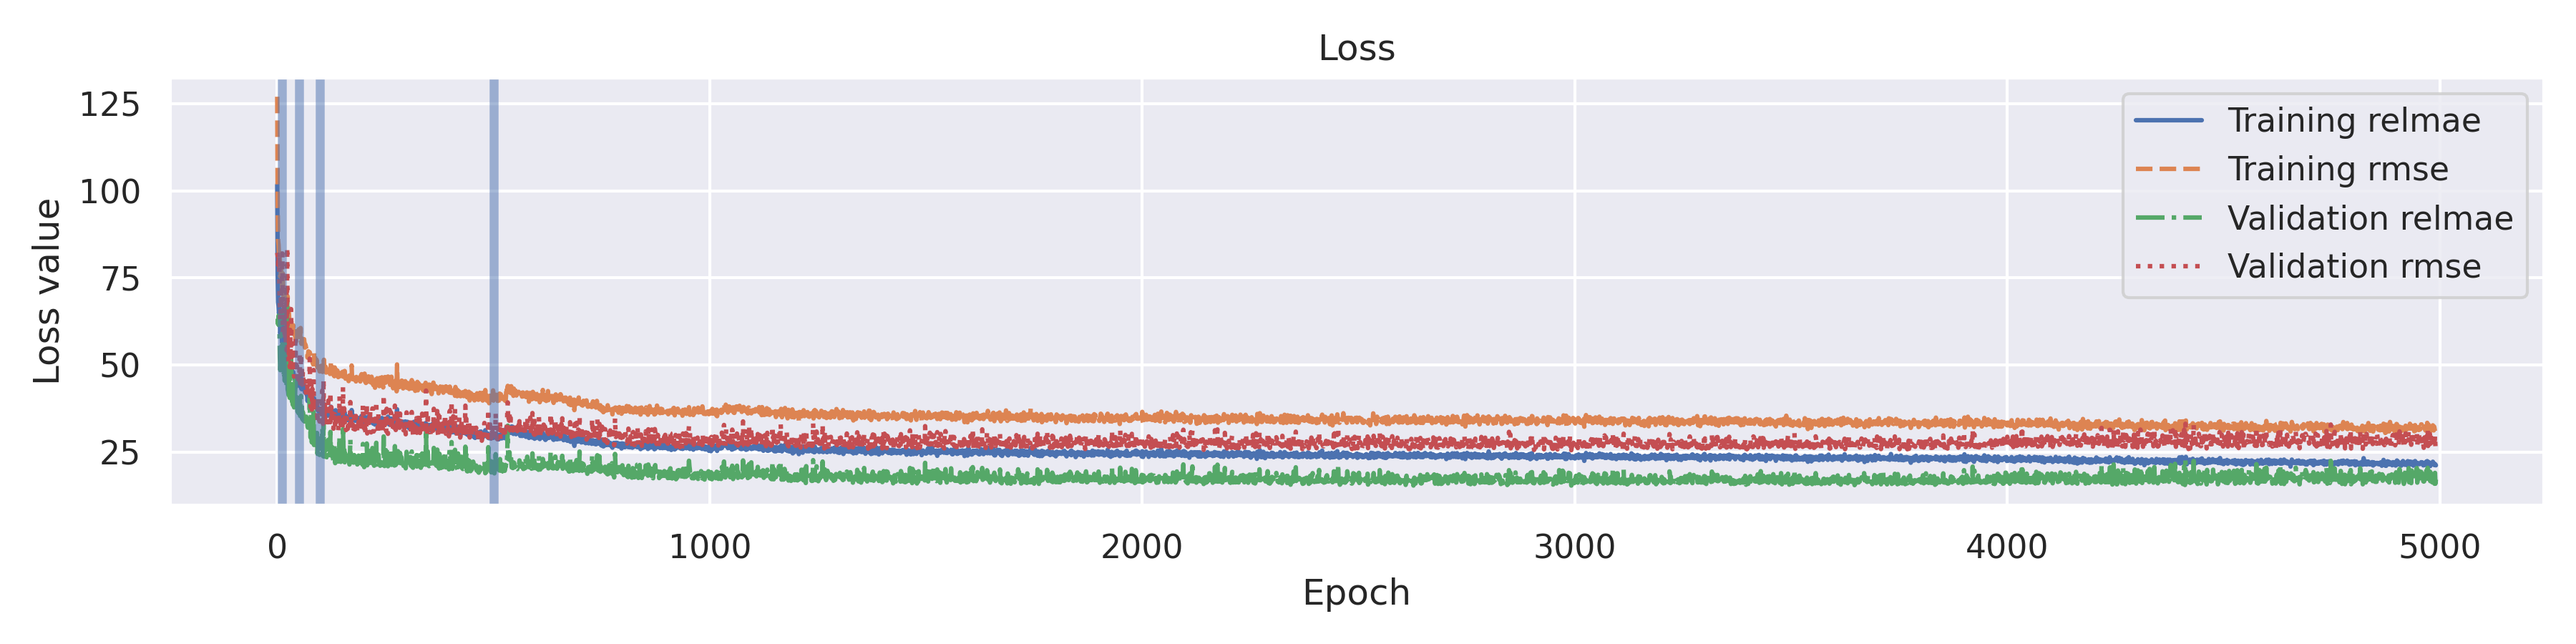 Loss
125
100
75
50
25
Loss value
0
1000
2000
3000
4000
5000
Epoch
Training relmae
Training rmse
Validation relmae
Validation rmse